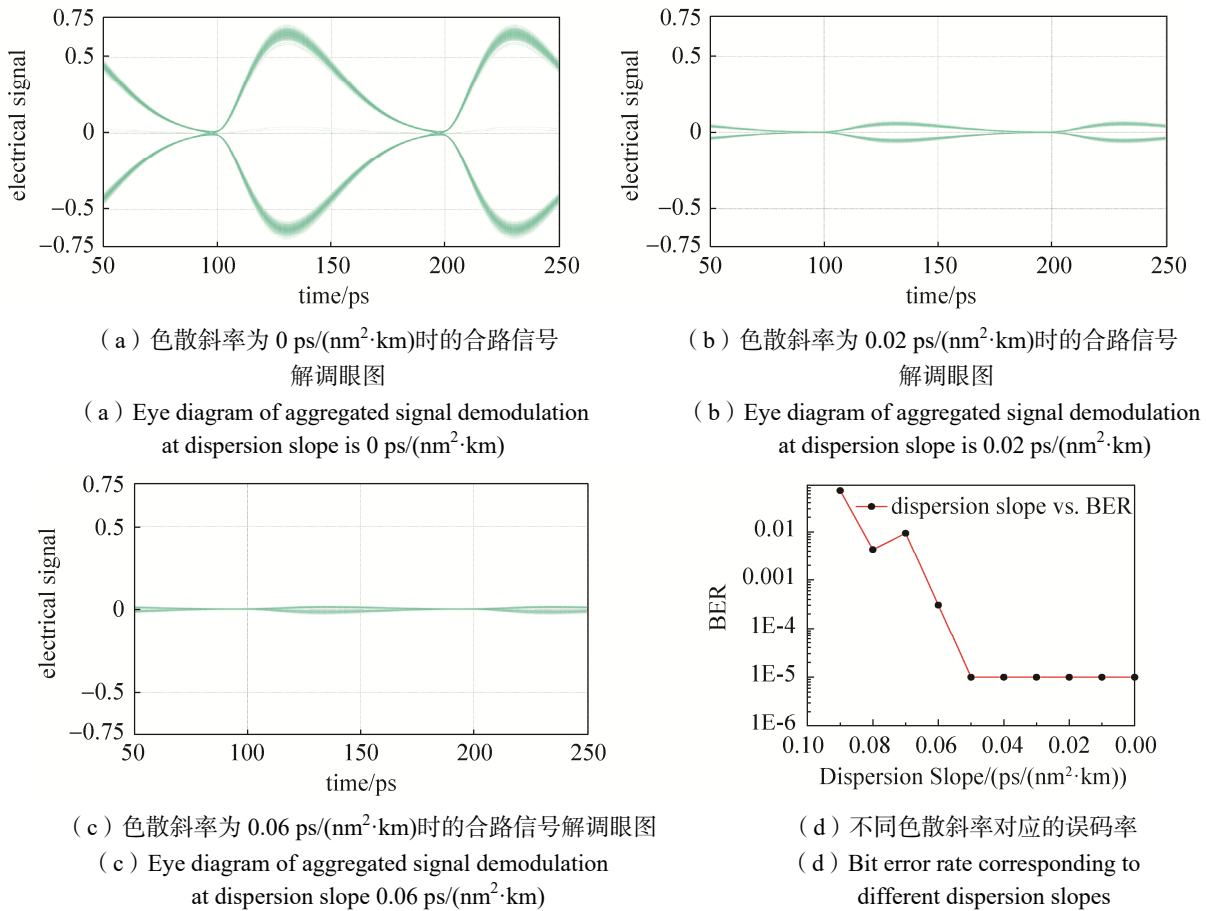 0.75
0.5
0
−0.5
−0.75
electrical signal
50
100
150
200
250
time/ps
（a）色散斜率为 0 ps/(nm²·km)时的合路信号
解调眼图
（a）Eye diagram of aggregated signal demodulation
at dispersion slope is 0 ps/(nm²·km)
0.75
0.5
0
−0.5
−0.75
electrical signal
50
100
150
200
250
time/ps
（b）色散斜率为 0.02 ps/(nm²·km)时的合路信号
解调眼图
（b）Eye diagram of aggregated signal demodulation
at dispersion slope is 0.02 ps/(nm²·km)
0.75
0.5
0
−0.5
−0.75
electrical signal
50
100
150
200
250
time/ps
（c）色散斜率为 0.06 ps/(nm²·km)时的合路信号解调眼图
（c）Eye diagram of aggregated signal demodulation
at dispersion slope 0.06 ps/(nm²·km)
dispersion slope vs. BER
0.01
0.001
1E-4
1E-5
1E-6
BER
0.10
0.08
0.06
0.04
0.02
0.00
Dispersion Slope/(ps/(nm²·km))
（d）不同色散斜率对应的误码率
（d）Bit error rate corresponding to
different dispersion slopes